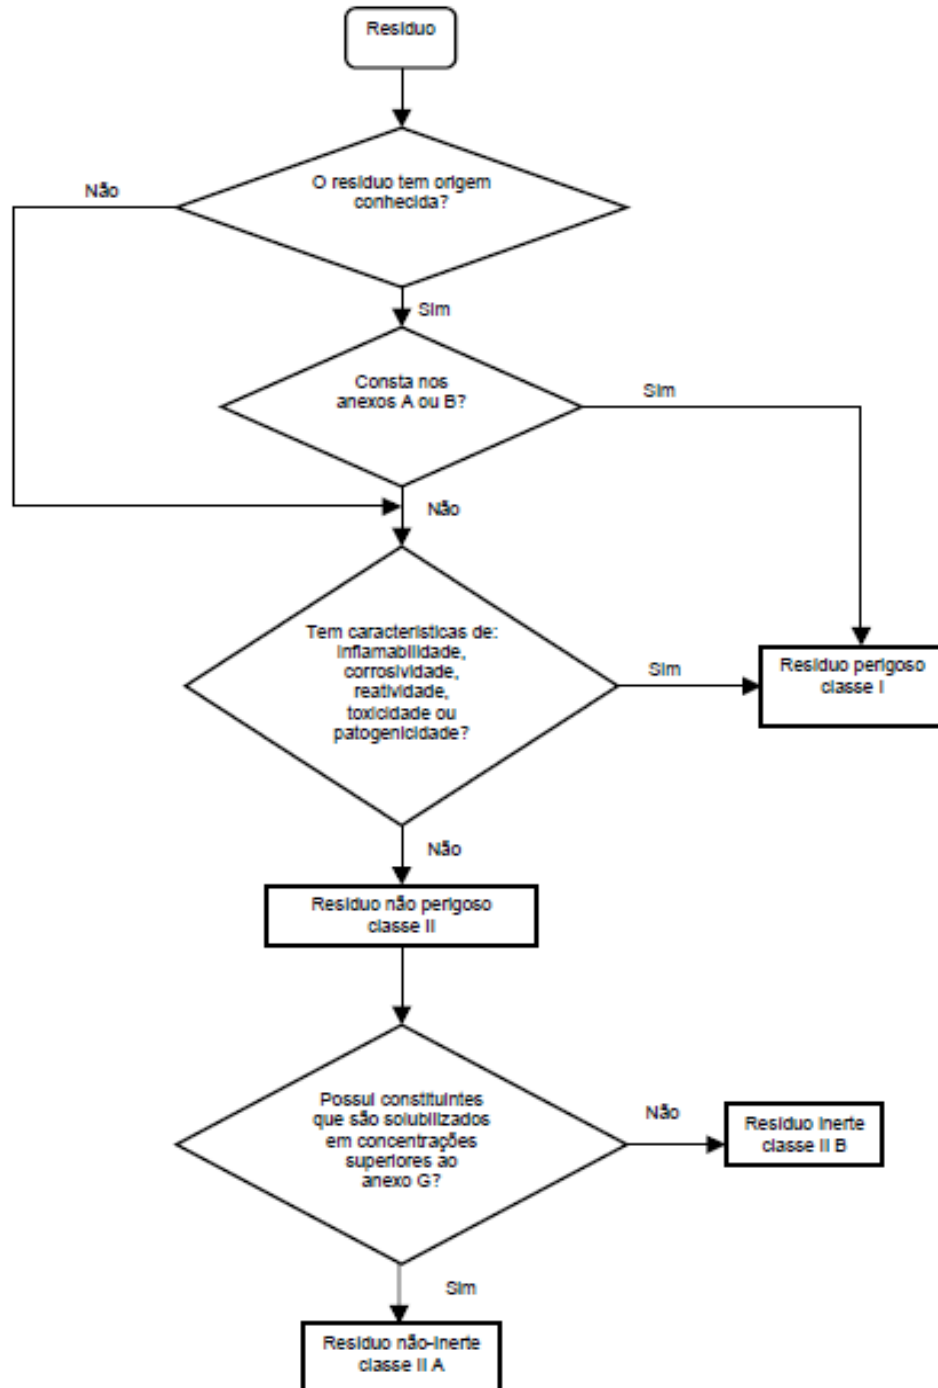 Resíduo
O resíduo tem origem
conhecida?
Não
Sim
Consta nos
anexos A ou B?
Sim
Não
Tem características de:
inflamabilidade,
corrosividade,
reatividade,
toxicidade ou
patogenicidade?
Sim
Resíduo perigoso
classe I
Não
Resíduo não perigoso
classe II
Possui constituintes
que são solubilizados
em concentrações
superiores ao
anexo G?
Não
Resíduo inerte
classe II B
Sim
Resíduo não-inerte
classe II A